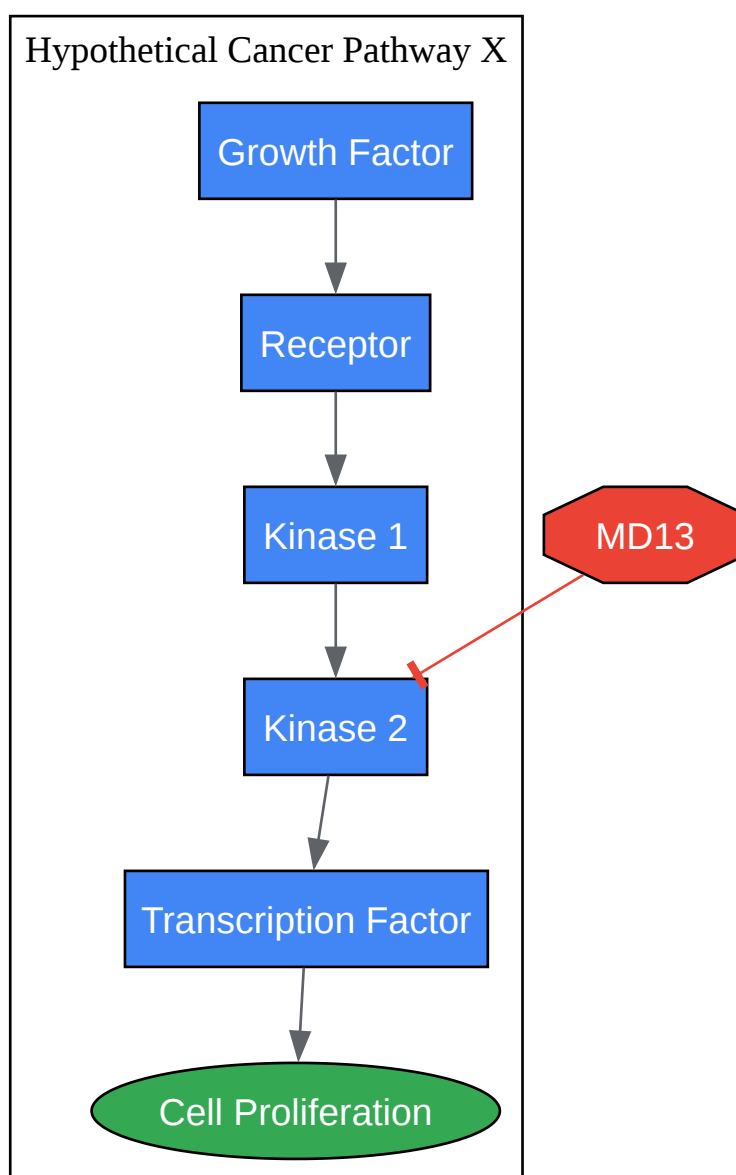 Hypothetical Cancer Pathway X
Growth Factor
Receptor
Kinase 1
MD13
Kinase 2
Transcription Factor
Cell Proliferation